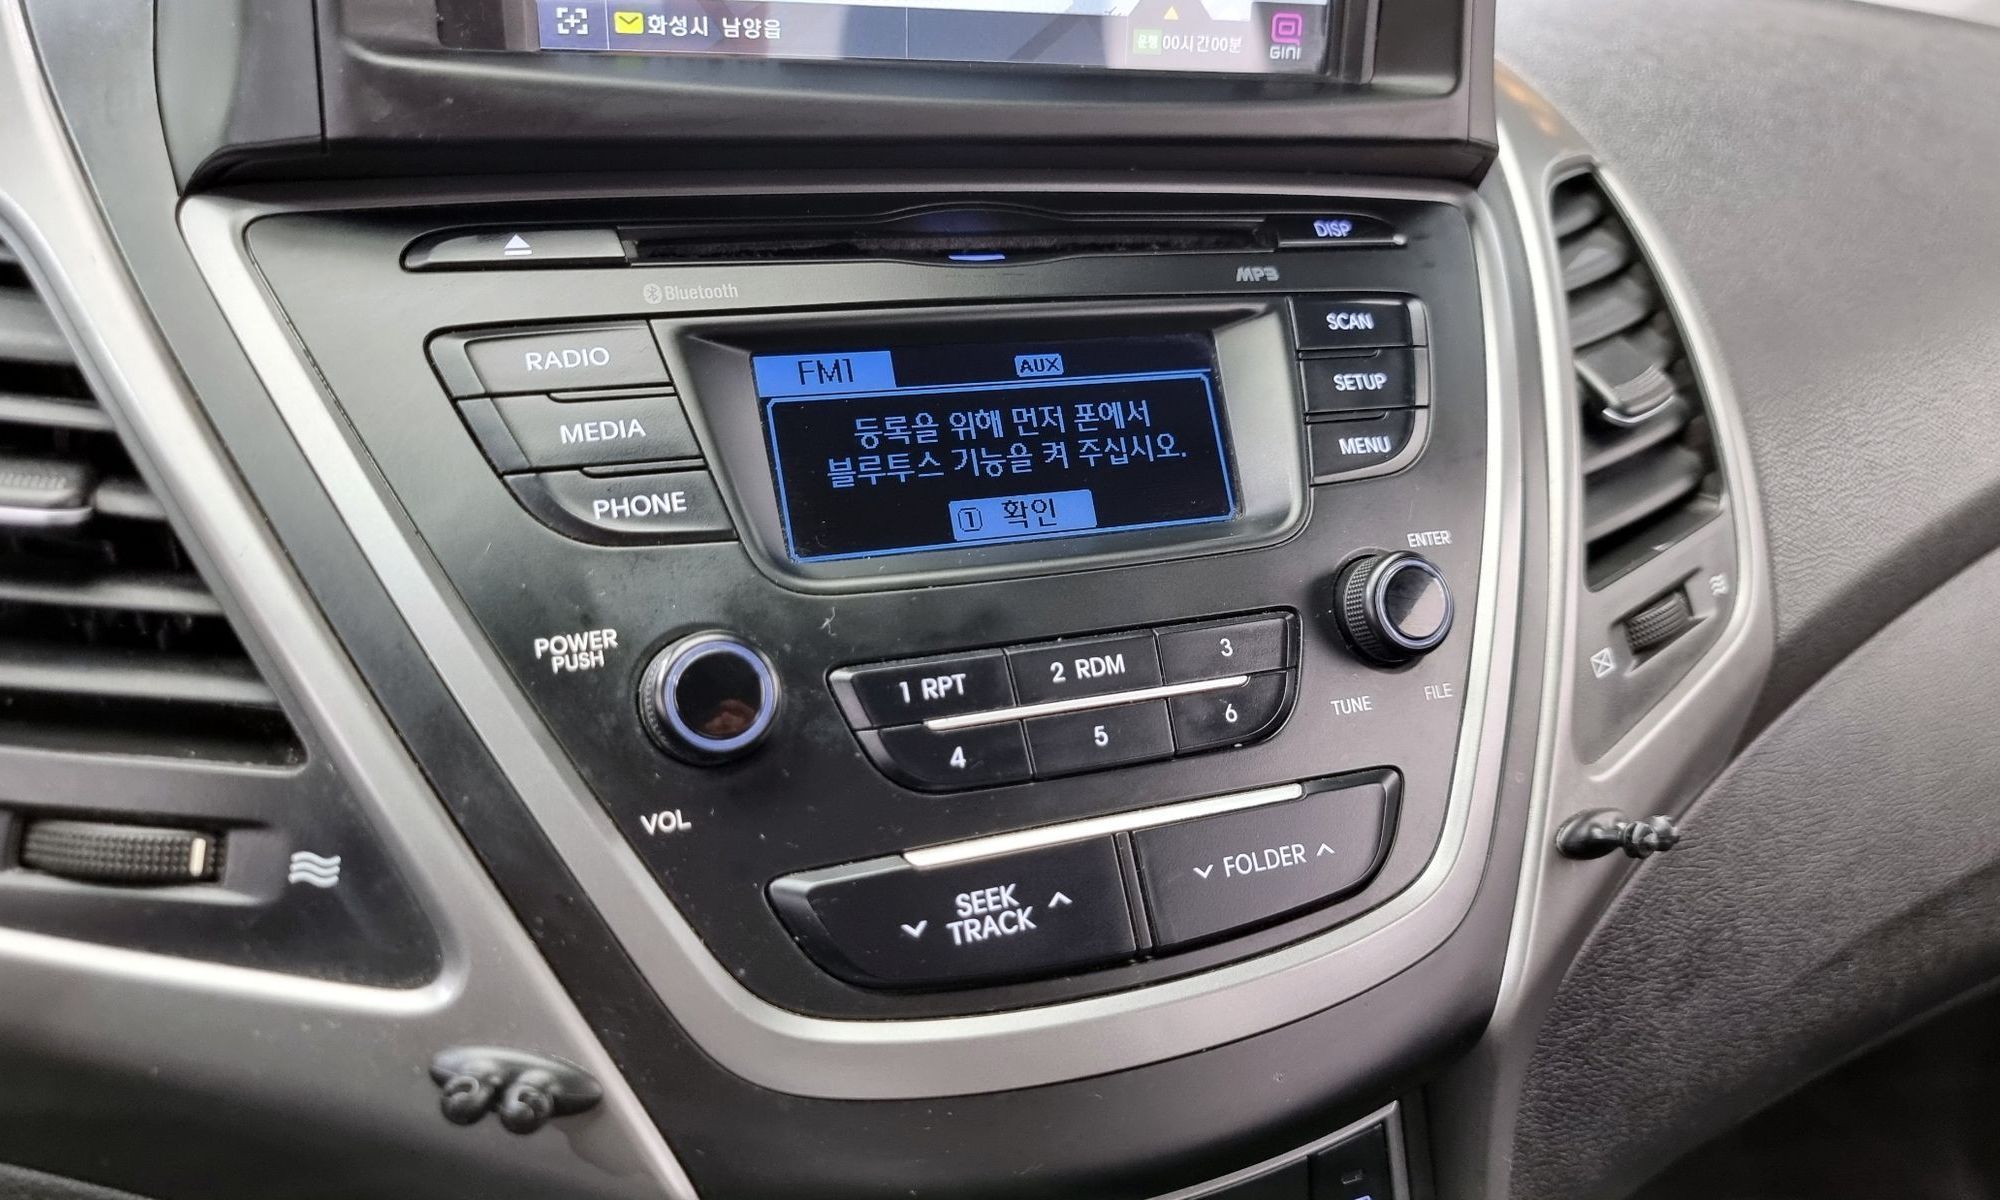 화성시 남양읍
운행 00시간00분
GINI
DISP
MP3
Bluetooth
RADIO
MEDIA
PHONE
SCAN
SETUP
MENU
FM1
AUX
등록을 위해 먼저 폰에서
블루투스 기능을 켜 주십시오.
1 확인
ENTER
TUNE
FILE
POWER
PUSH
VOL
1 RPT
2 RDM
3
4
5
6
SEEK
TRACK
FOLDER